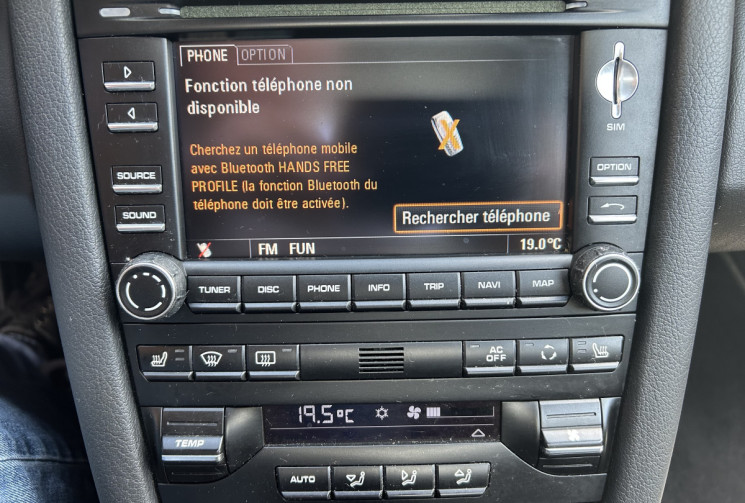 PHONE OPTION
Fonction téléphone non
disponible
Cherchez un téléphone mobile
avec Bluetooth HANDS FREE
PROFILE (la fonction Bluetooth du
téléphone doit être activée).
Rechercher téléphone
FM FUN 19.0°C
SOURCE
SOUND
SIM
OPTION
TUNER DISC PHONE INFO TRIP NAVI MAP
AC
OFF
TEMP
19.5°C
AUTO